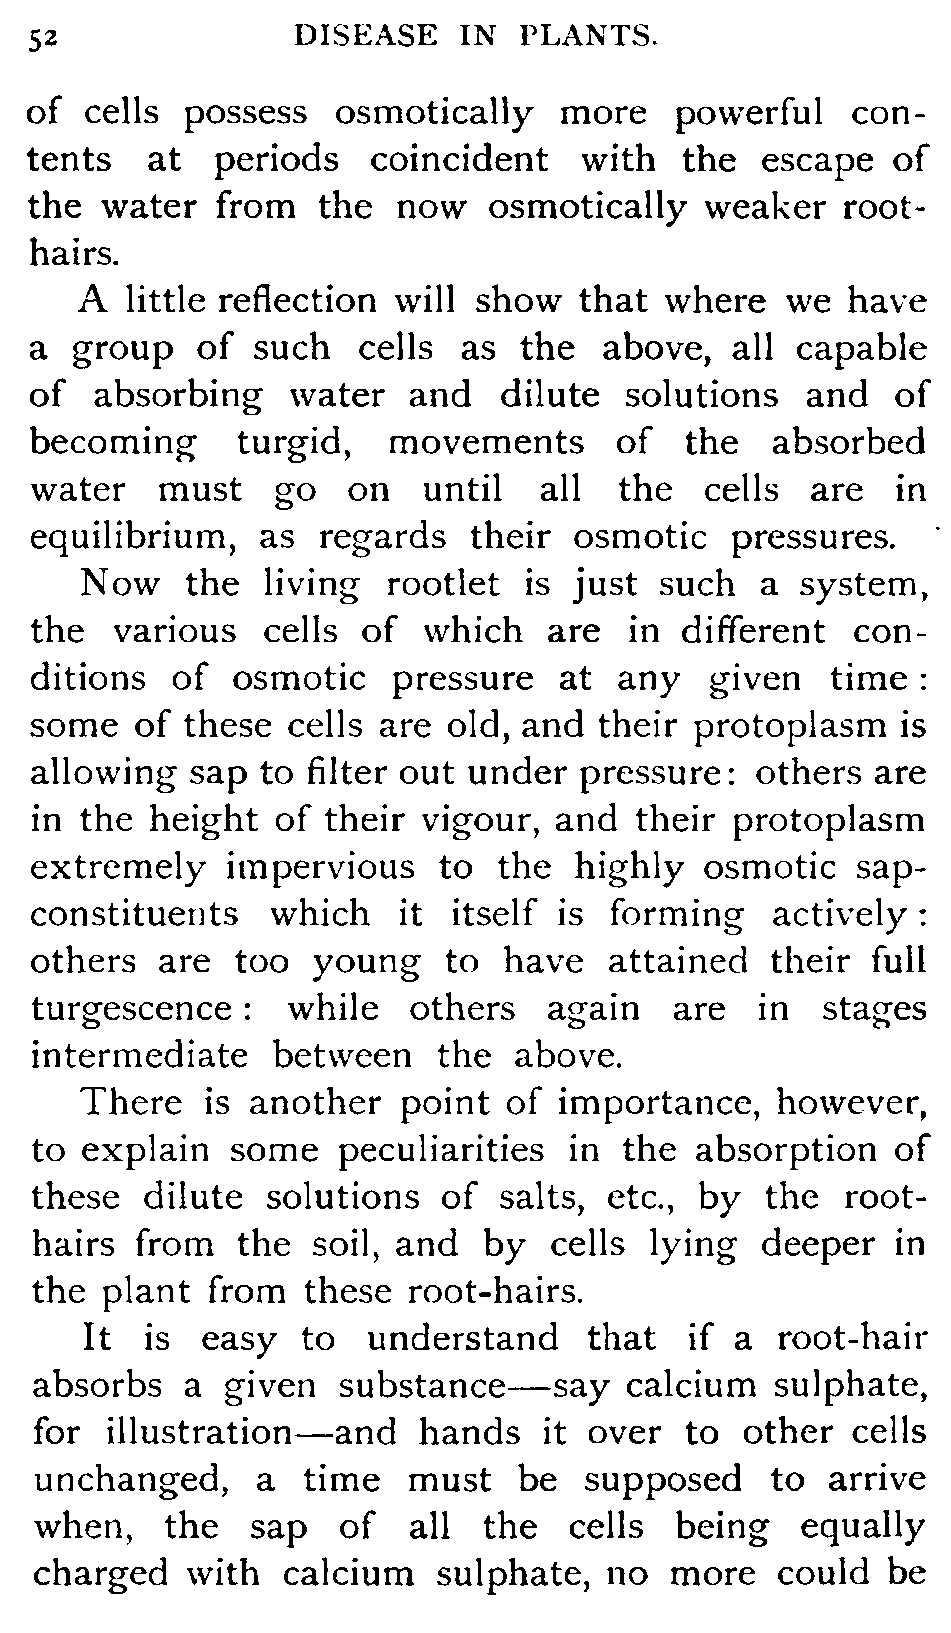 52 DISEASE IN PLANTS.
of cells possess osmotically more powerful con-
tents at periods coincident with the escape of
the water from the now osmotically weaker root-
hairs.
A little reflection will show that where we have
a group of such cells as the above, all capable
of absorbing water and dilute solutions and of
becoming turgid, movements of the absorbed
water must go on until all the cells are in
equilibrium, as regards their osmotic pressures.
Now the living rootlet is just such a system,
the various cells of which are in different con-
ditions of osmotic pressure at any given time :
some of these cells are old, and their protoplasm is
allowing sap to filter out under pressure: others are
in the height of their vigour, and their protoplasm
extremely impervious to the highly osmotic sap-
constituents which it itself is forming actively :
others are too young to have attained their full
turgescence : while others again are in stages
intermediate between the above.
There is another point of importance, however,
to explain some peculiarities in the absorption of
these dilute solutions of salts, etc., by the root-
hairs from the soil, and by cells lying deeper in
the plant from these root-hairs.
It is easy to understand that if a root-hair
absorbs a given substance—say calcium sulphate,
for illustration—and hands it over to other cells
unchanged, a time must be supposed to arrive
when, the sap of all the cells being equally
charged with calcium sulphate, no more could be